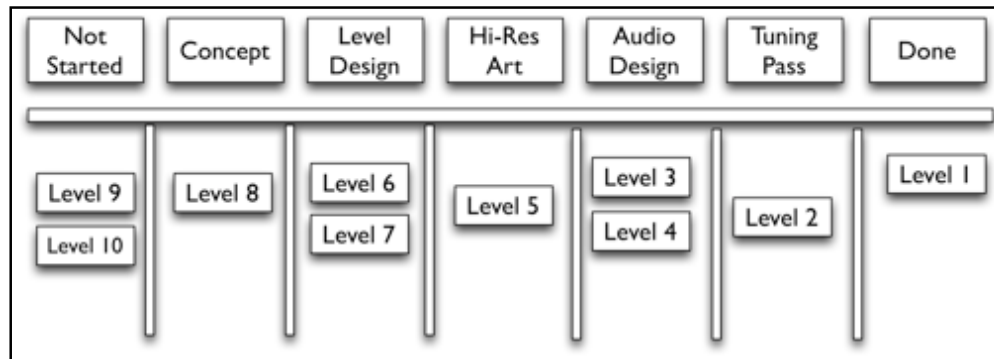 Not
Started
Concept
Level
Design
Hi-Res
Art
Audio
Design
Tuning
Pass
Done
Level 9
Level 10
Level 8
Level 6
Level 7
Level 5
Level 3
Level 4
Level 2
Level 1